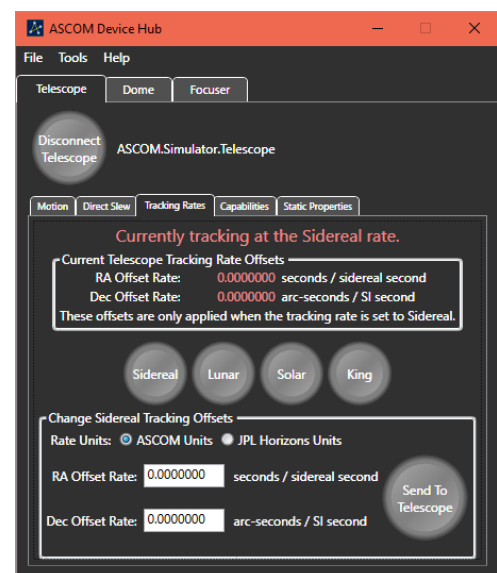 ASCOM Device Hub
File Tools Help
Telescope Dome Focuser
Disconnect
Telescope
ASCOM.Simulator.Telescope
Motion Direct Slew Tracking Rates Capabilities Static Properties
Currently tracking at the Sidereal rate.
Current Telescope Tracking Rate Offsets
RA Offset Rate: 0.0000000 seconds / sidereal second
Dec Offset Rate: 0.0000000 arc-seconds / SI second
These offsets are only applied when the tracking rate is set to Sidereal.
Sidereal Lunar Solar King
Change Sidereal Tracking Offsets
Rate Units: ASCOM Units JPL Horizons Units
RA Offset Rate: 0.0000000 seconds / sidereal second
Dec Offset Rate: 0.0000000 arc-seconds / SI second
Send To
Telescope